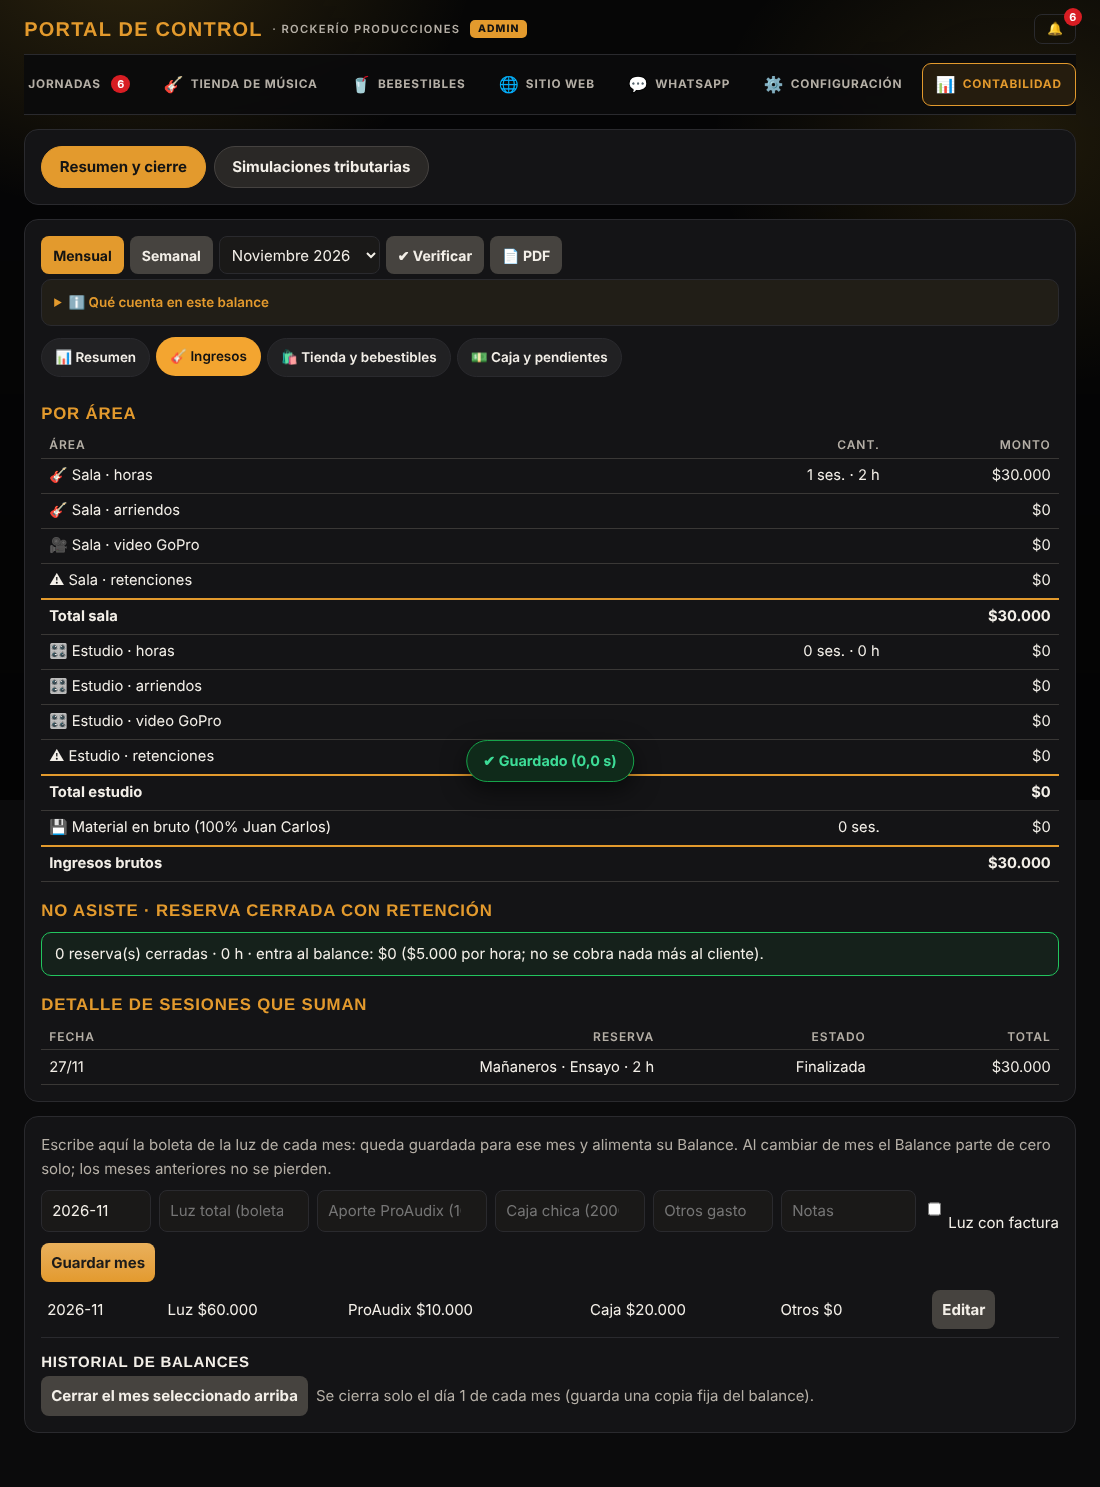 PORTAL DE CONTROL · ROCKERÍO PRODUCCIONES ADMIN 6
JORNADAS 6 TIENDA DE MÚSICA BEBESTIBLES SITIO WEB WHATSAPP CONFIGURACIÓN CONTABILIDAD
Resumen y cierre Simulaciones tributarias
Mensual Semanal Noviembre 2026 ✔ Verificar PDF
▶ ℹ️ Qué cuenta en este balance
Resumen Ingresos Tienda y bebestibles Caja y pendientes
POR ÁREA
ÁREA CANT. MONTO
Sala · horas 1 ses. · 2 h $30.000
Sala · arriendos $0
Sala · video GoPro $0
⚠ Sala · retenciones $0
Total sala $30.000
Estudio · horas 0 ses. · 0 h $0
Estudio · arriendos $0
Estudio · video GoPro $0
⚠ Estudio · retenciones $0
✔ Guardado (0,0 s)
Total estudio $0
Material en bruto (100% Juan Carlos) 0 ses. $0
Ingresos brutos $30.000
NO ASISTE · RESERVA CERRADA CON RETENCIÓN
0 reserva(s) cerradas · 0 h · entra al balance: $0 ($5.000 por hora; no se cobra nada más al cliente).
DETALLE DE SESIONES QUE SUMAN
FECHA RESERVA ESTADO TOTAL
27/11 Mañaneros · Ensayo · 2 h Finalizada $30.000
Escribe aquí la boleta de la luz de cada mes: queda guardada para ese mes y alimenta su Balance. Al cambiar de mes el Balance parte de cero
solo; los meses anteriores no se pierden.
2026-11 Luz total (boleta Aporte ProAudix (1 Caja chica (200 Otros gasto Notas Luz con factura
Guardar mes
2026-11 Luz $60.000 ProAudix $10.000 Caja $20.000 Otros $0 Editar
HISTORIAL DE BALANCES
Cerrar el mes seleccionado arriba Se cierra solo el día 1 de cada mes (guarda una copia fija del balance).